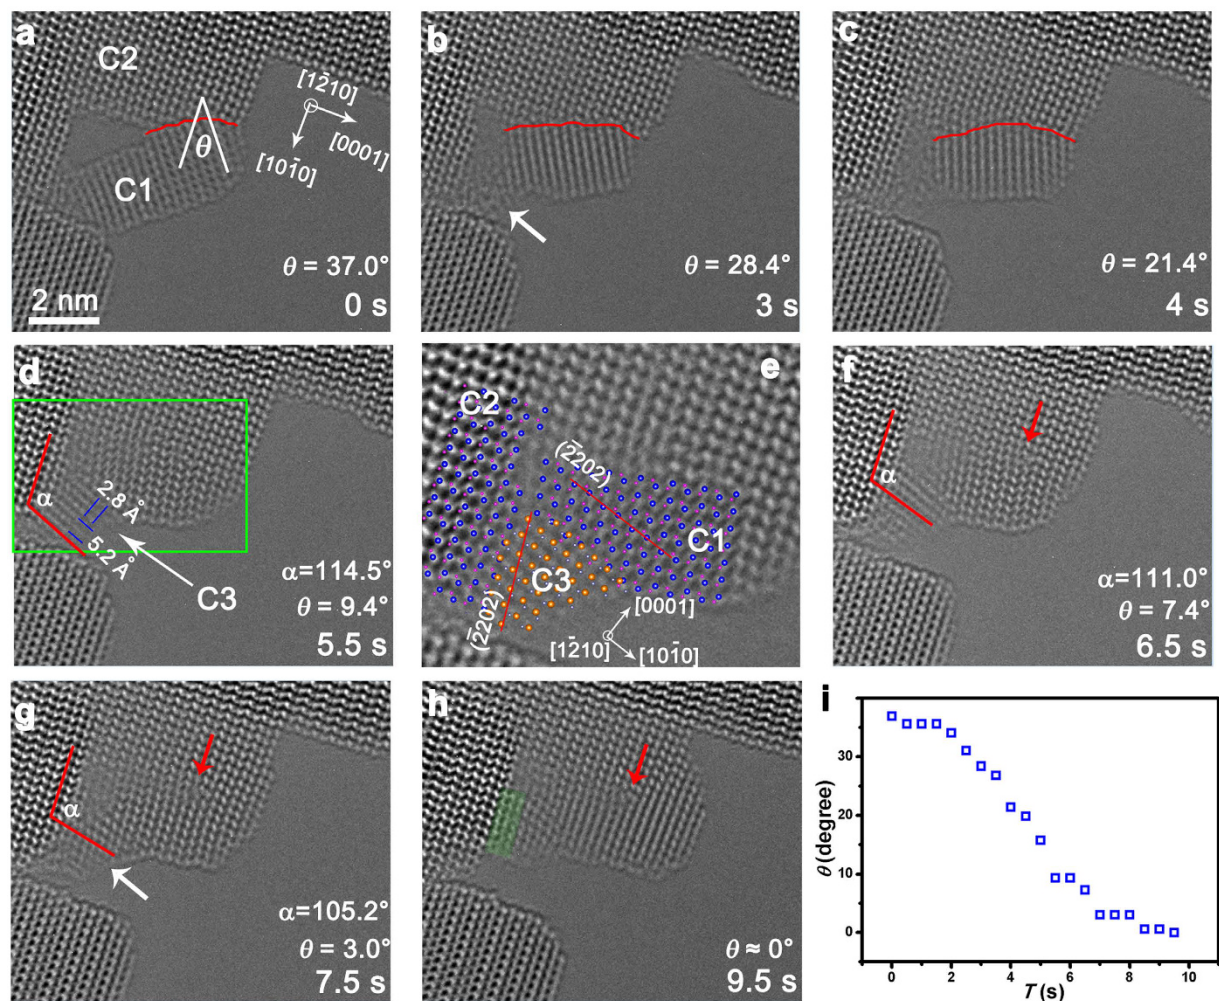 a
C2
[1̄210]
[0001]
[101̄0]
θ
C1
θ = 37.0°
2 nm
0 s
b
θ = 28.4°
3 s
c
θ = 21.4°
4 s
d
α
2.8 Å
5.2 Å
C3
α=114.5°
θ = 9.4°
5.5 s
e
C2
(2̄202)
C1
C3
(2̄202)
[0001]
[12̄10]
[101̄0]
f
α
α=111.0°
θ = 7.4°
6.5 s
g
α
α=105.2°
θ = 3.0°
7.5 s
h
θ ≈ 0°
9.5 s
i
θ (degree)
30
20
10
0
0 2 4 6 8 10
T (s)